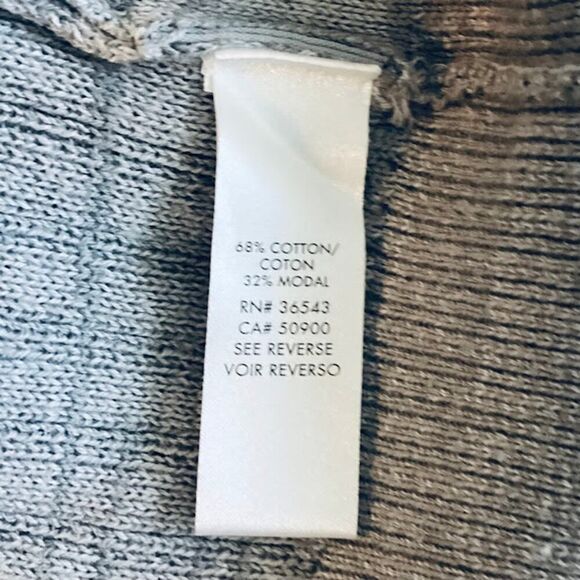 68% COTTON/
COTON
32% MODAL
RN# 36543
CA# 50900
SEE REVERSE
VOIR REVERSO